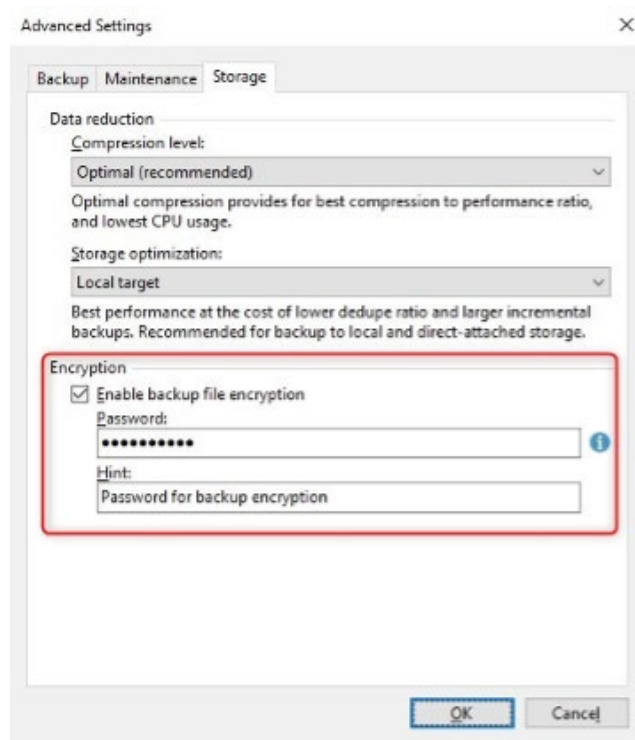 Advanced Settings
Backup Maintenance Storage
Data reduction
Compression level:
Optimal (recommended)
Optimal compression provides for best compression to performance ratio,
and lowest CPU usage.
Storage optimization:
Local target
Best performance at the cost of lower dedupe ratio and larger incremental
backups. Recommended for backup to local and direct-attached storage.
Encryption
Enable backup file encryption
Password:
••••••••••
Hint:
Password for backup encryption
OK Cancel